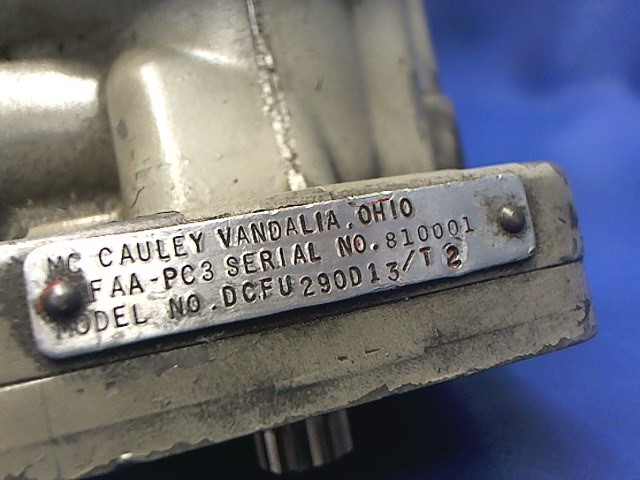 MC CAULEY VANDALIA, OHIO
FAA-PC3 SERIAL NO. 810001
MODEL NO. DCFU290D13/T2